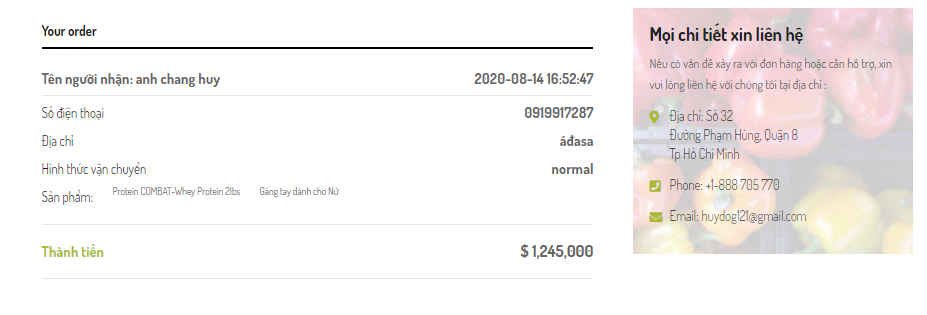 Your order
Tên người nhận: anh chang huy 2020-08-14 16:52:47
Số điện thoại 0919917287
Địa chỉ áđasa
Hình thức vận chuyển normal
Sản phẩm: Protein COMBAT-Whey Protein 2lbs Găng tay dành cho Nữ
Thành tiền $ 1,245,000
Mọi chi tiết xin liên hệ
Nếu có vấn đề xảy ra với đơn hàng hoặc cần hỗ trợ, xin
vui lòng liên hệ với chúng tôi tại địa chỉ :
Địa chỉ: Số 32
Đường Phạm Hùng, Quận 8
Tp Hồ Chí Minh
Phone: +1-888 705 770
Email: huydog121@gmail.com